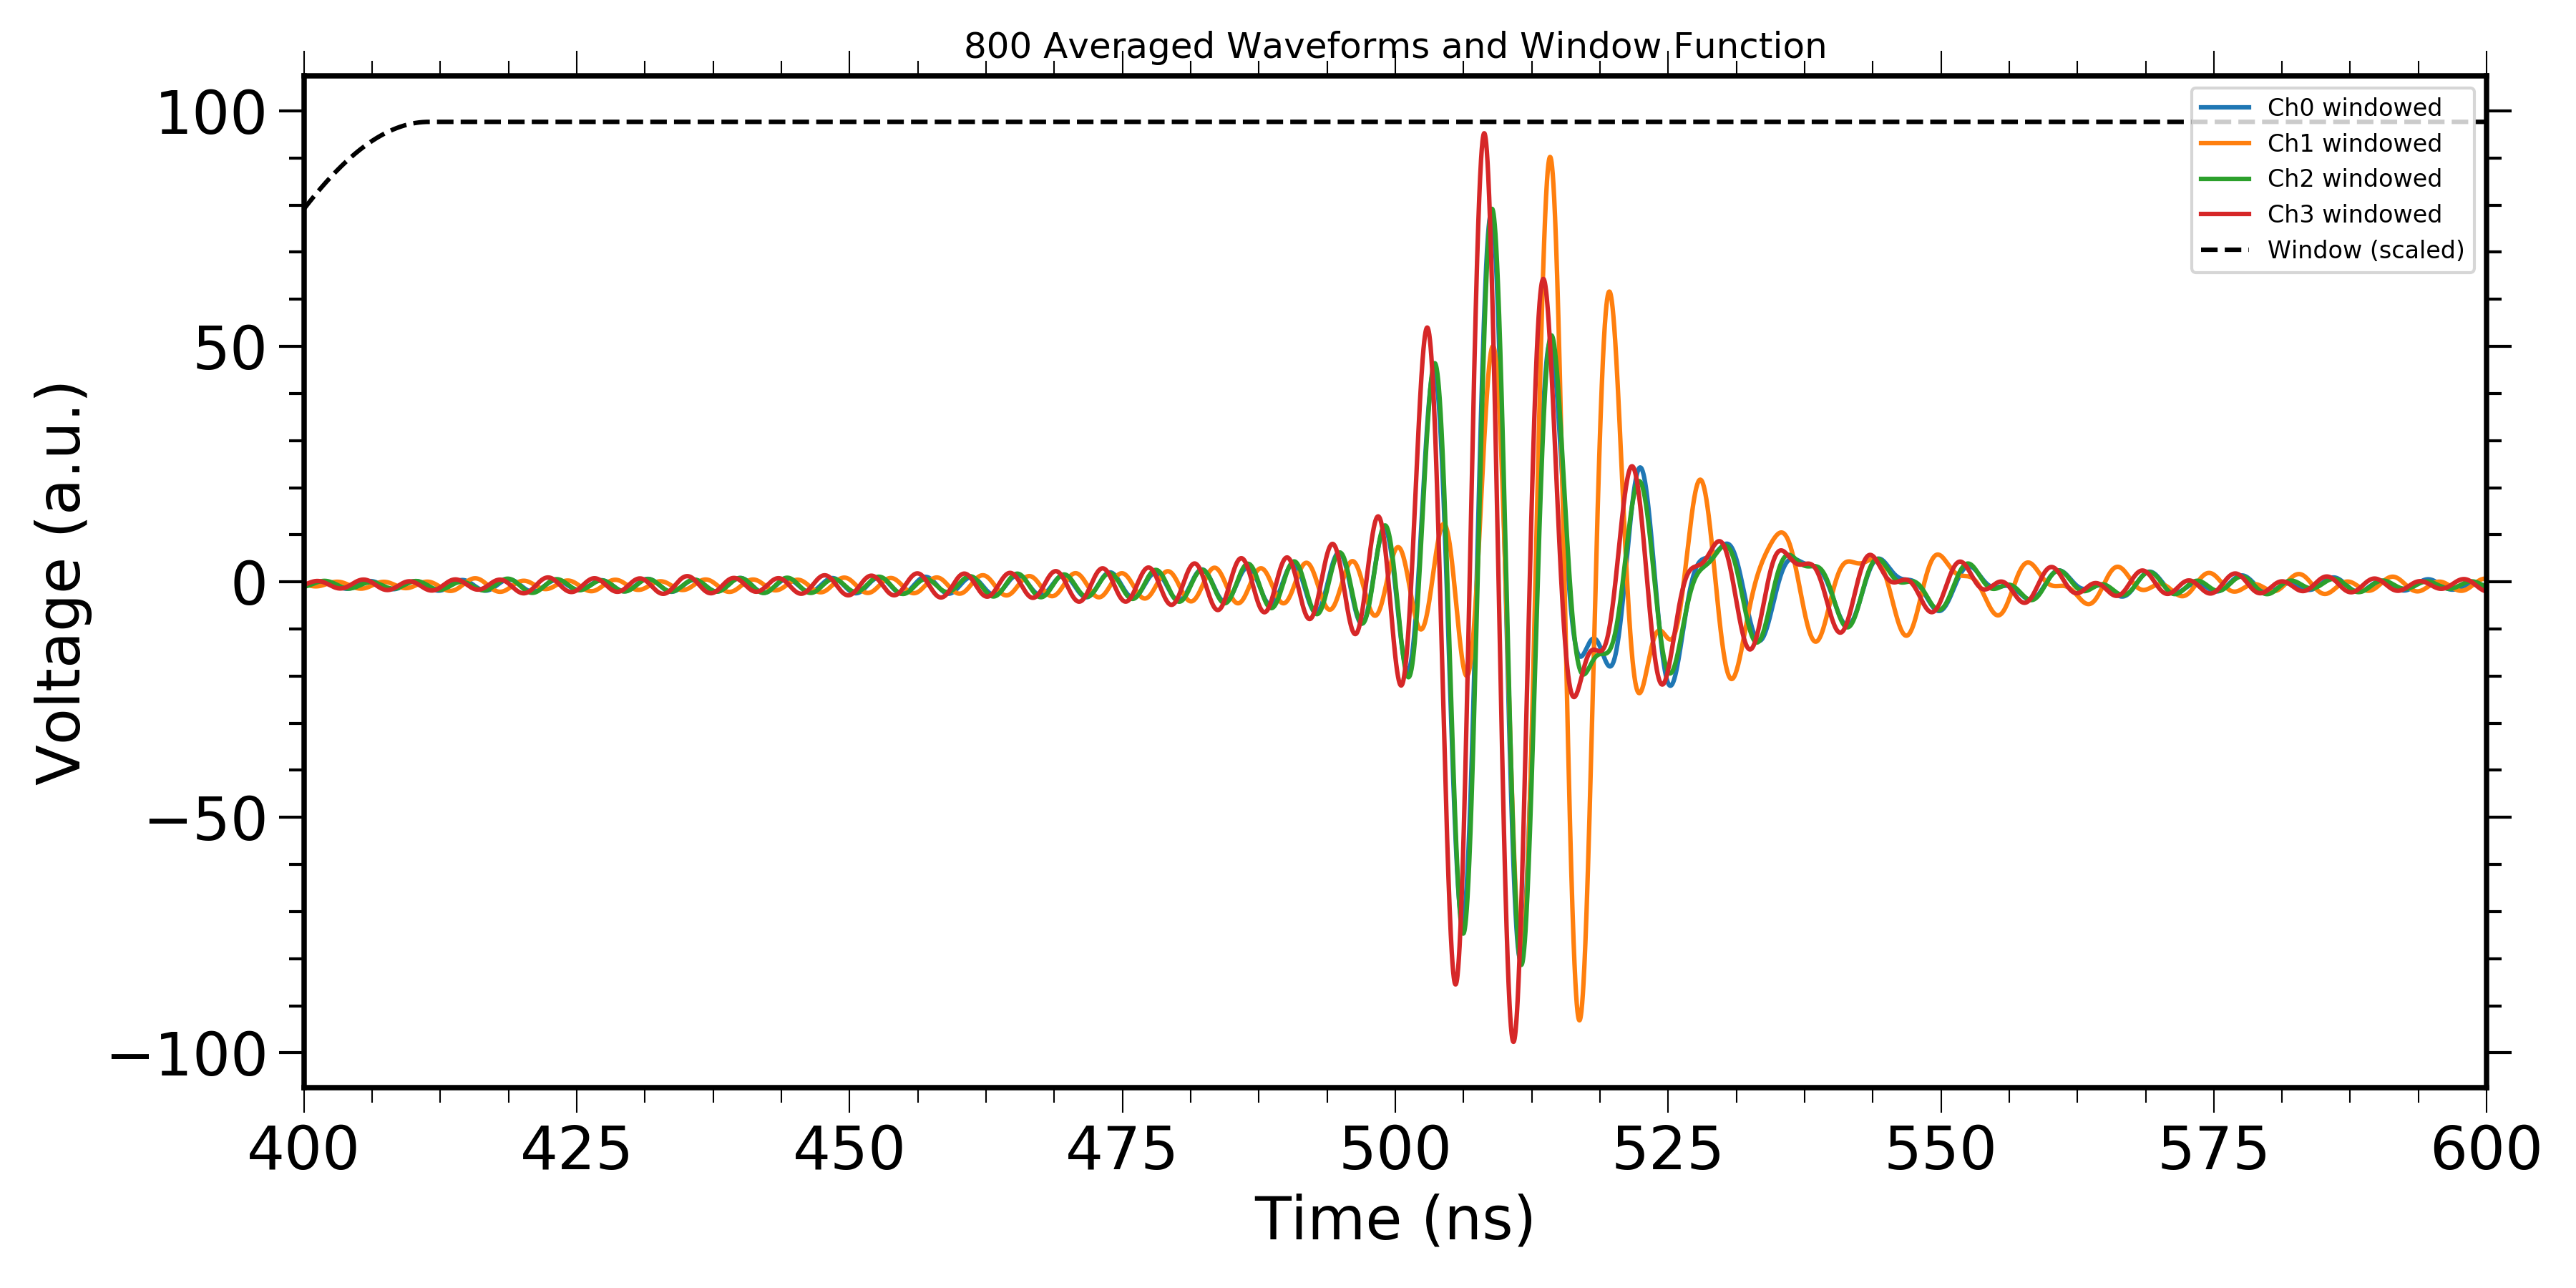 800 Averaged Waveforms and Window Function
Ch0 windowed
Ch1 windowed
Ch2 windowed
Ch3 windowed
Window (scaled)
Voltage (a.u.)
100
50
0
−50
−100
400 425 450 475 500 525 550 575 600
Time (ns)